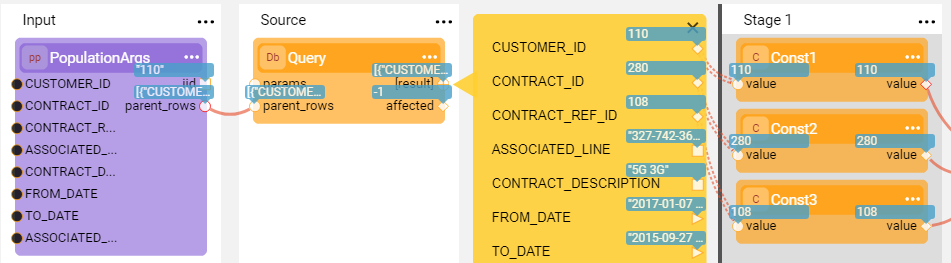 Input
...
pp PopulationArgs ...
"110"
CUSTOMER_ID iid
[{"CUSTOME...
CONTRACT_ID parent_rows
CONTRACT_R...
ASSOCIATED_...
CONTRACT_D...
FROM_DATE
TO_DATE
ASSOCIATED_...
Source
...
Db Query ...
[{"CUSTOME...
params [result]
[{"CUSTOME... -1
parent_rows affected
110
CUSTOMER_ID
280
CONTRACT_ID
108
CONTRACT_REF_ID
"327-742-36...
ASSOCIATED_LINE
"5G 3G"
CONTRACT_DESCRIPTION
"2017-01-07 ...
FROM_DATE
"2015-09-27 ...
TO_DATE
Stage 1
...
C Const1 ...
110 110
value value
C Const2 ...
280 280
value value
C Const3 ...
108 108
value value